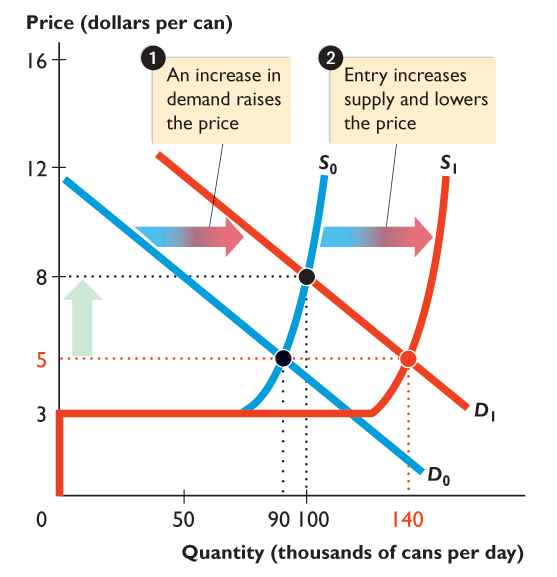 Price (dollars per can)
16
1
An increase in
demand raises
the price
2
Entry increases
supply and lowers
the price
12
S0
S1
8
5
3
D1
D0
0
50
90 100
140
Quantity (thousands of cans per day)